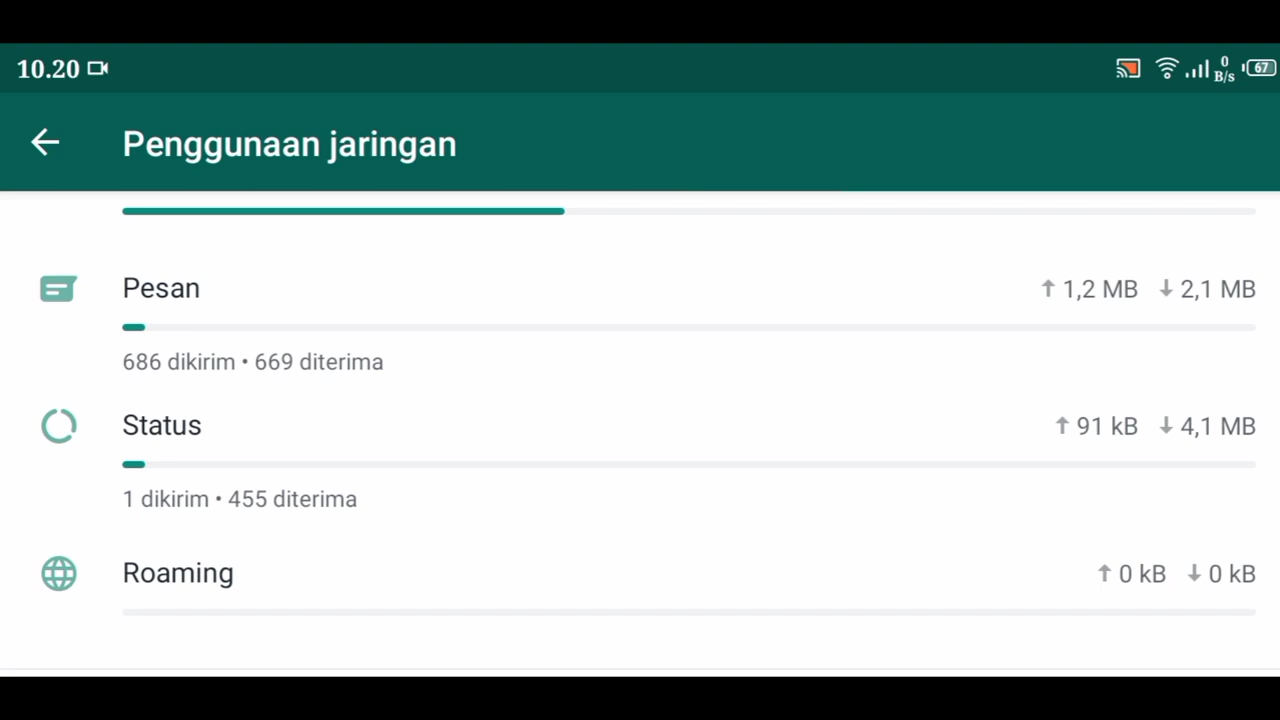 10.20 0 B/s 67
Penggunaan jaringan
Pesan ↑ 1,2 MB ↓ 2,1 MB
686 dikirim • 669 diterima
Status ↑ 91 kB ↓ 4,1 MB
1 dikirim • 455 diterima
Roaming ↑ 0 kB ↓ 0 kB